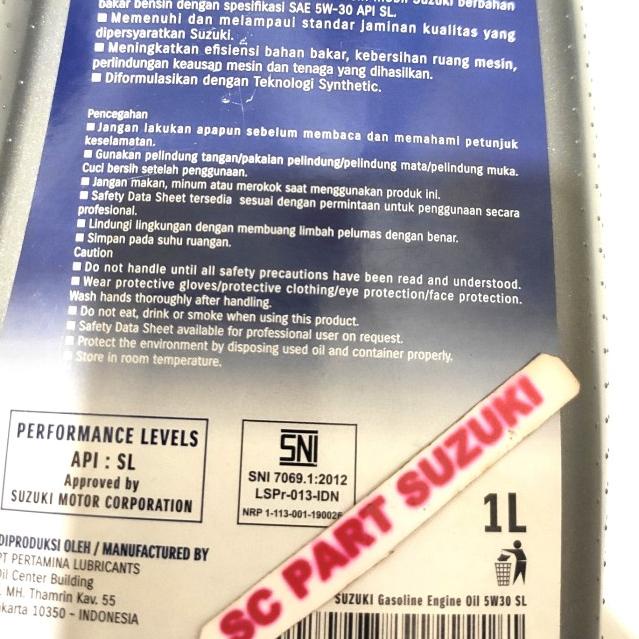 bakar bensin dengan spesifikasi SAE 5W-30 API SL.
■ Memenuhi dan melampaui standar jaminan kualitas yang
dipersyaratkan Suzuki.
■ Meningkatkan efisiensi bahan bakar, kebersihan ruang mesin,
perlindungan keausan mesin dan tenaga yang dihasilkan.
■ Diformulasikan dengan Teknologi Synthetic.
Pencegahan
■ Jangan lakukan apapun sebelum membaca dan memahami petunjuk
keselamatan.
■ Gunakan pelindung tangan/pakaian pelindung/pelindung mata/pelindung muka.
Cuci bersih setelah penggunaan.
■ Jangan makan, minum atau merokok saat menggunakan produk ini.
■ Safety Data Sheet tersedia sesuai dengan permintaan untuk penggunaan secara
profesional.
■ Lindungi lingkungan dengan membuang limbah pelumas dengan benar.
■ Simpan pada suhu ruangan.
Caution
■ Do not handle until all safety precautions have been read and understood.
■ Wear protective gloves/protective clothing/eye protection/face protection.
Wash hands thoroughly after handling.
■ Do not eat, drink or smoke when using this product.
■ Safety Data Sheet available for professional user on request.
■ Protect the environment by disposing used oil and container properly.
■ Store in room temperature.
PERFORMANCE LEVELS
API : SL
Approved by
SUZUKI MOTOR CORPORATION
SNI
SNI 7069.1:2012
LSPr-013-IDN
NRP 1-113-001-190026
SC PART SUZUKI
1L
DIPRODUKSI OLEH / MANUFACTURED BY
PT PERTAMINA LUBRICANTS
Oil Center Building
. MH. Thamrin Kav. 55
Jakarta 10350 - INDONESIA
SUZUKI Gasoline Engine Oil 5W30 SL